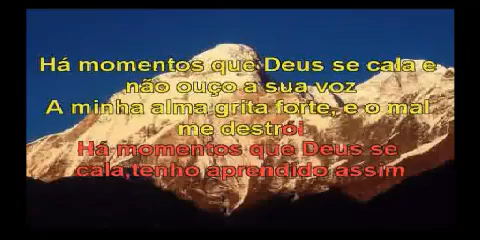 Há momentos que Deus se cala e
não ouço a sua voz
A minha alma grita forte, e o mal
me destrói
Há momentos que Deus se
cala,tenho aprendido assim